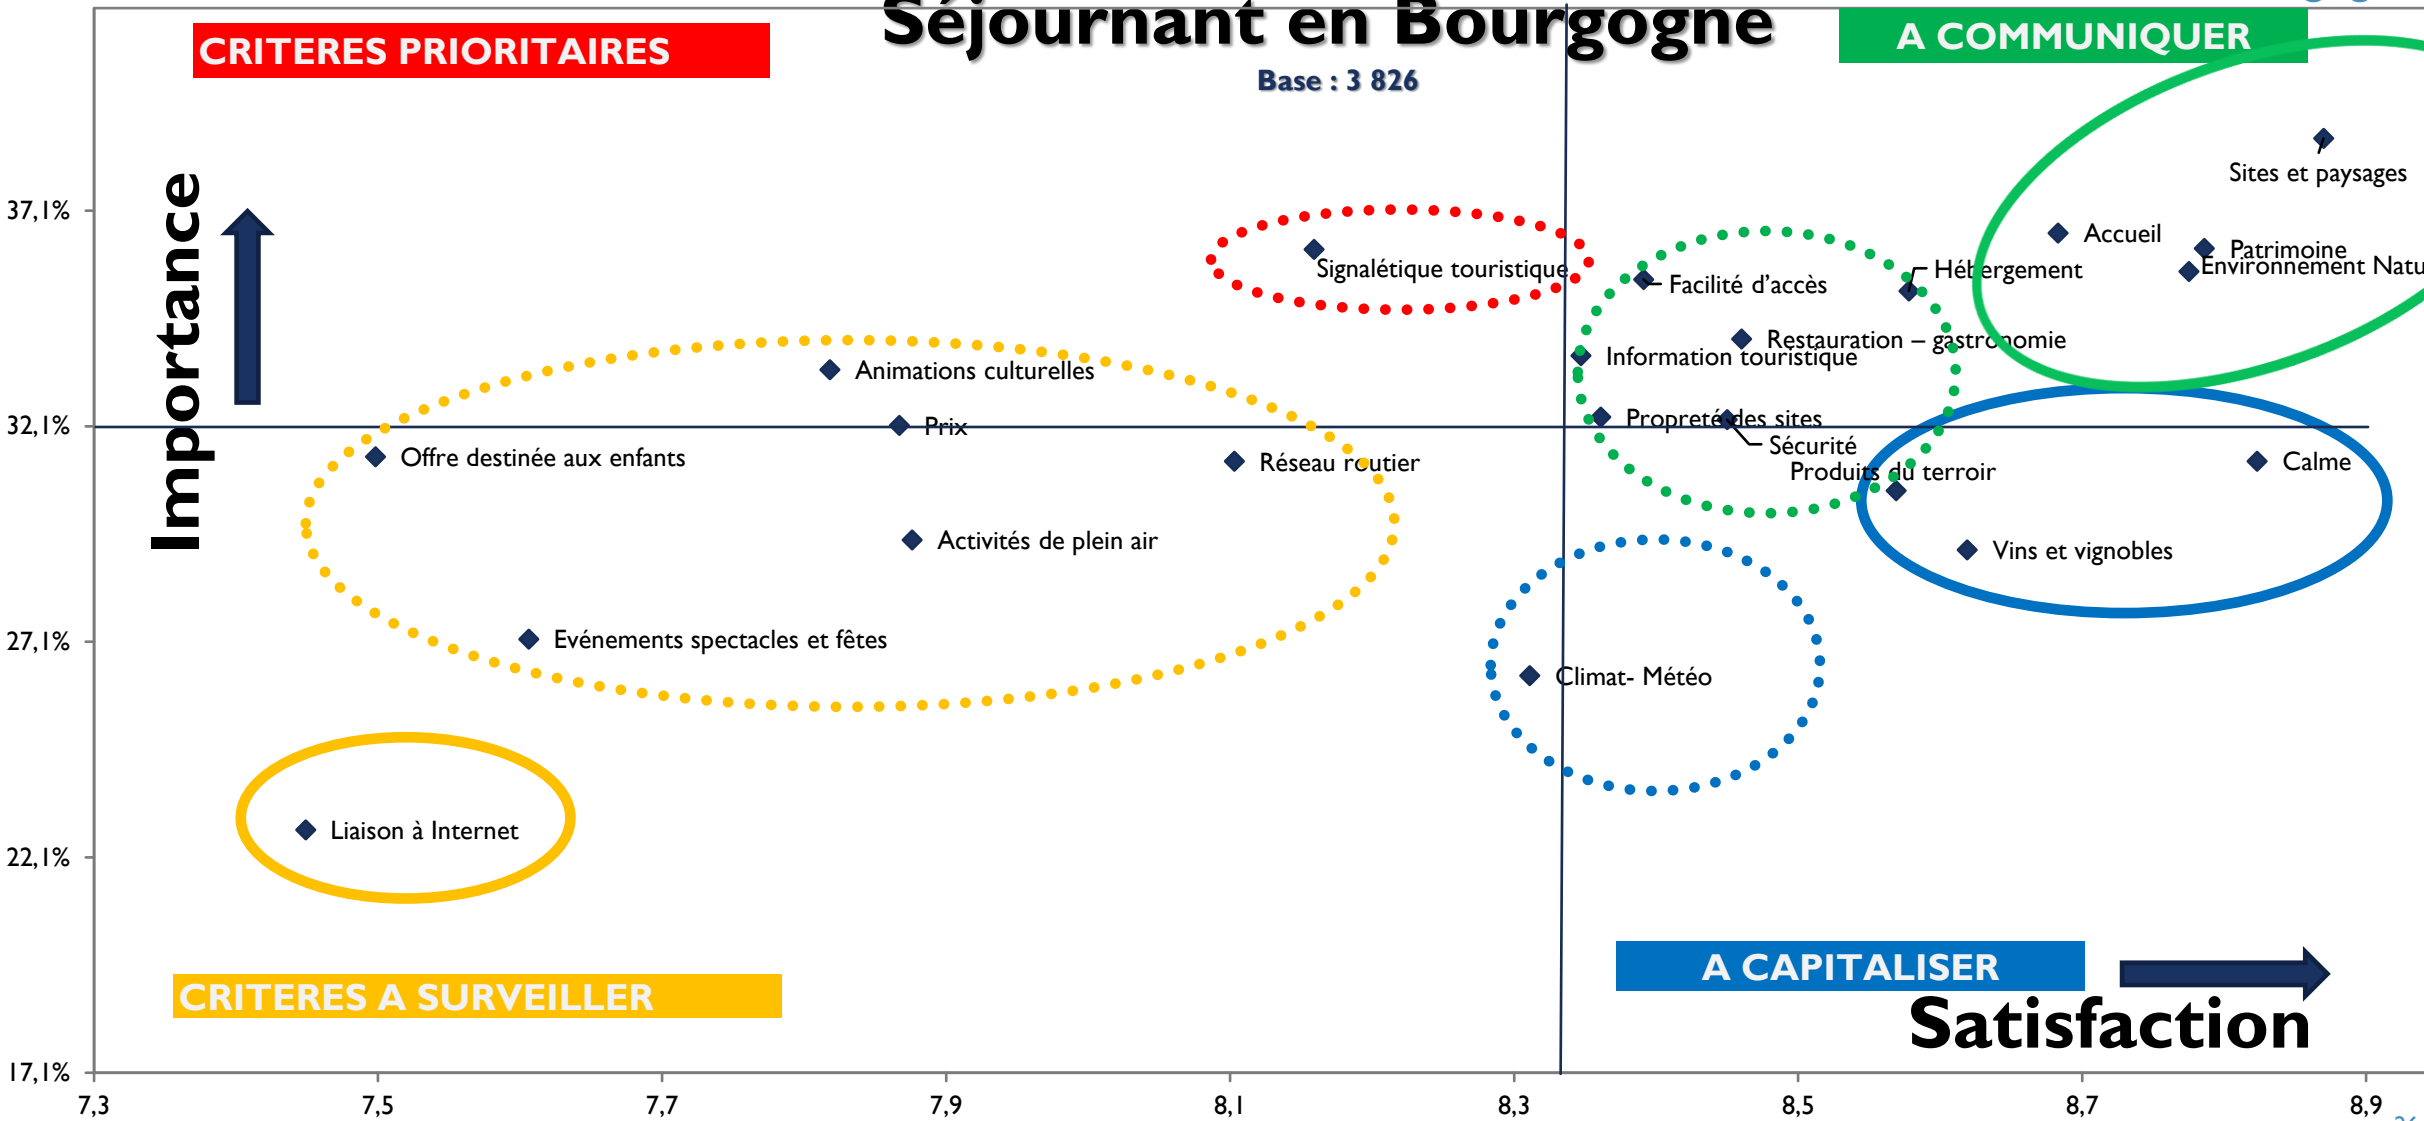 Séjournant en Bourgogne
CRITERES PRIORITAIRES
A COMMUNIQUER
Base : 3 826
Importance
Sites et paysages
37,1%
Accueil
Patrimoine
Signalétique touristique
Environnement Natu
Hébergement
Facilité d’accès
Restauration – gastronomie
Information touristique
Animations culturelles
Propreté des sites
32,1%
Prix
Sécurité
Offre destinée aux enfants
Réseau routier
Calme
Produits du terroir
Activités de plein air
Vins et vignobles
27,1%
Evénements spectacles et fêtes
Climat- Météo
Liaison à Internet
22,1%
A CAPITALISER
CRITERES A SURVEILLER
Satisfaction
17,1%
7,3 7,5 7,7 7,9 8,1 8,3 8,5 8,7 8,9